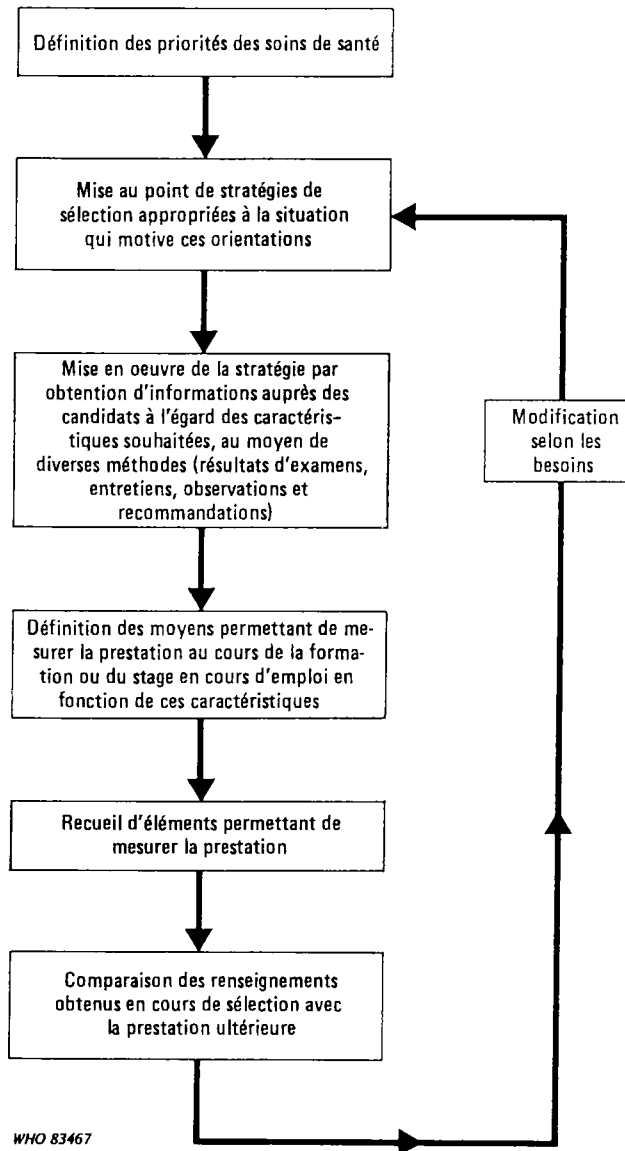 Définition des priorités des soins de santé
Mise au point de stratégies de
sélection appropriées à la situation
qui motive ces orientations
Mise en oeuvre de la stratégie par
obtention d'informations auprès des
candidats à l'égard des caractéris-
tiques souhaitées, au moyen de
diverses méthodes (résultats d'examens,
entretiens, observations et
recommandations)
Modification
selon les
besoins
Définition des moyens permettant de me-
surer la prestation au cours de la forma-
tion ou du stage en cours d'emploi en
fonction de ces caractéristiques
Recueil d'éléments permettant de
mesurer la prestation
Comparaison des renseignements
obtenus en cours de sélection avec
la prestation ultérieure
WHO 83467